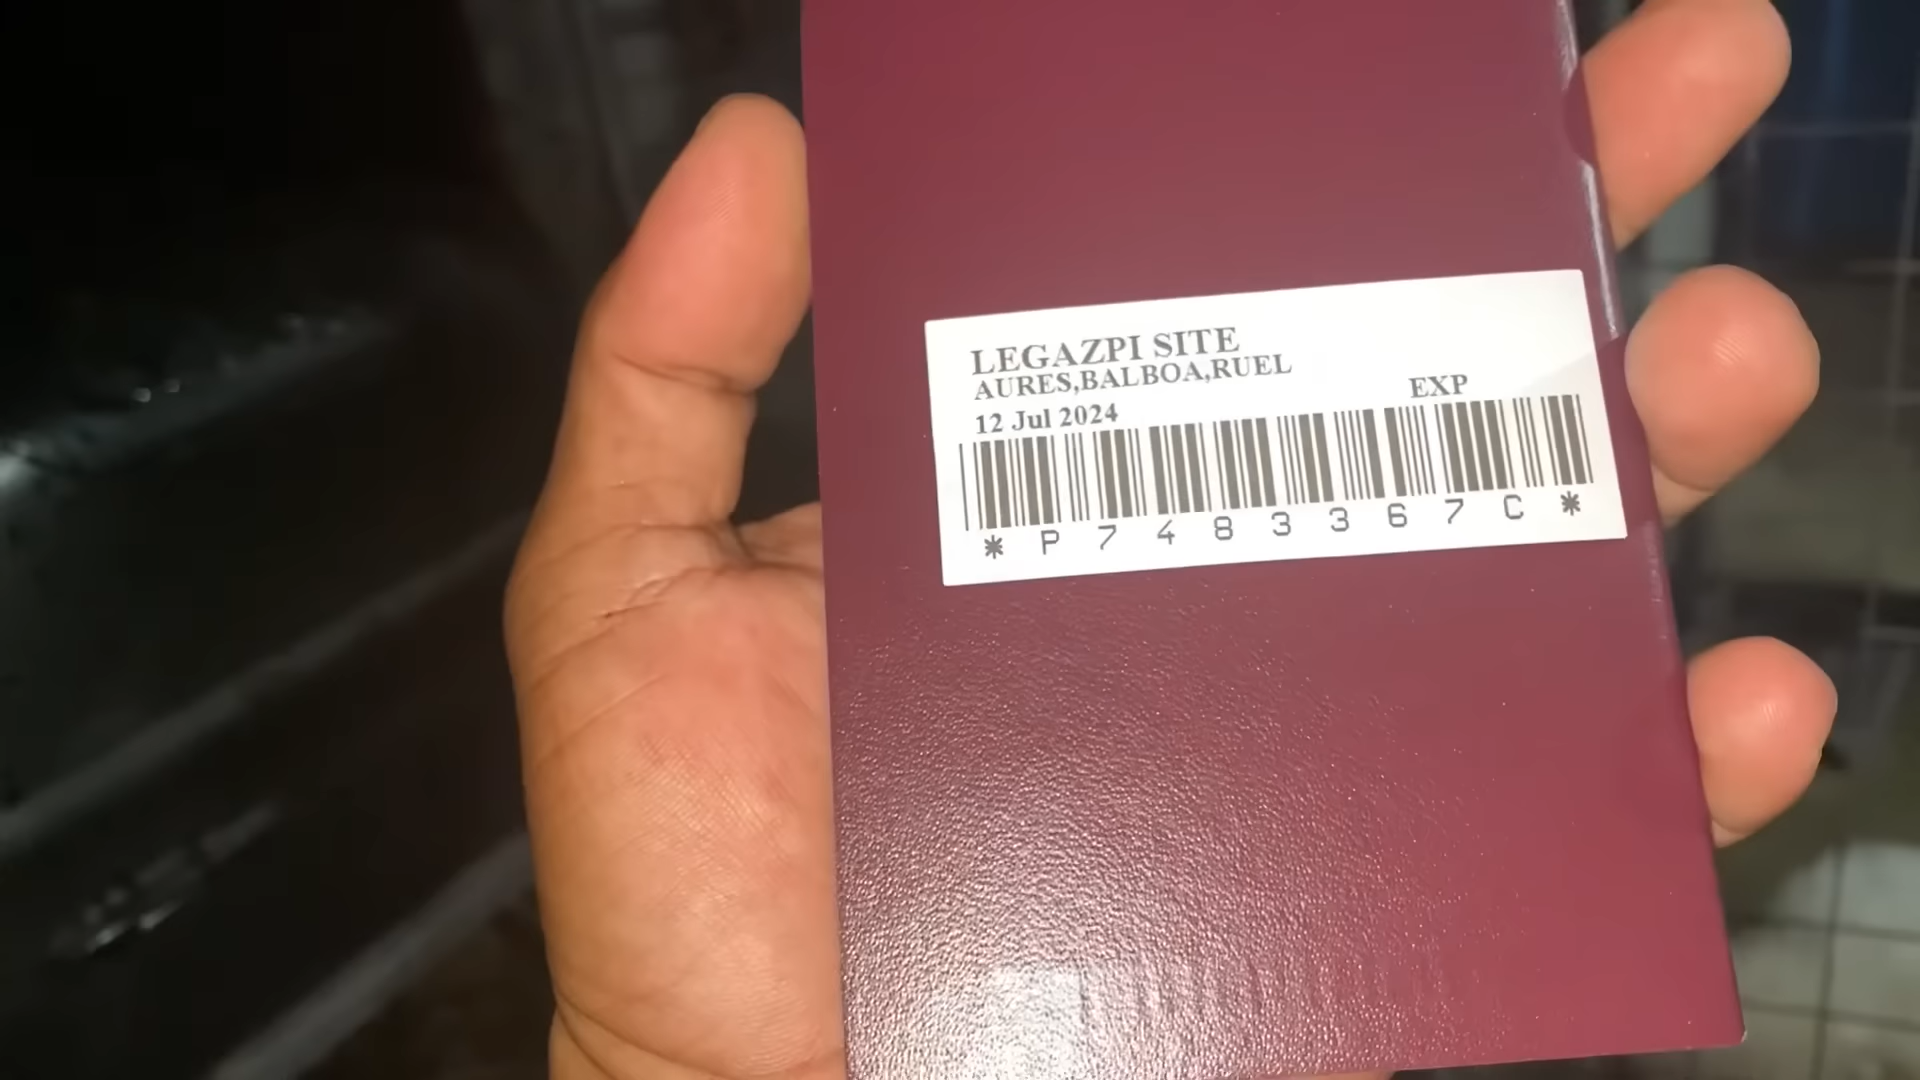 LEGAZPI SITE
AURES,BALBOA,RUEL
EXP
12 Jul 2024
*P7483367C*